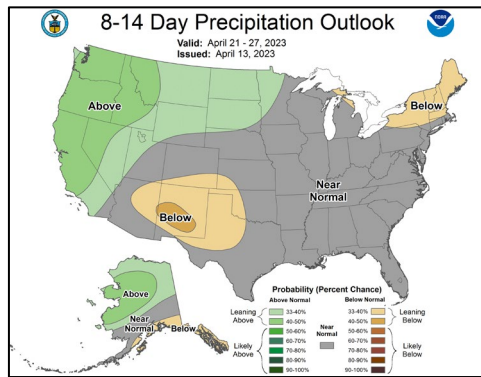 8-14 Day Precipitation Outlook
Valid: April 21 - 27, 2023
Issued: April 13, 2023
Above
Below
Near
Normal
Below
Above
Near
Normal
Below
Probability (Percent Chance)
Above Normal
Below Normal
Leaning
Above
33-40%
40-50%
Likely
Above
50-60%
60-70%
70-80%
80-90%
90-100%
Near
Normal
33-40%
40-50%
Leaning
Below
50-60%
60-70%
70-80%
80-90%
90-100%
Likely
Below